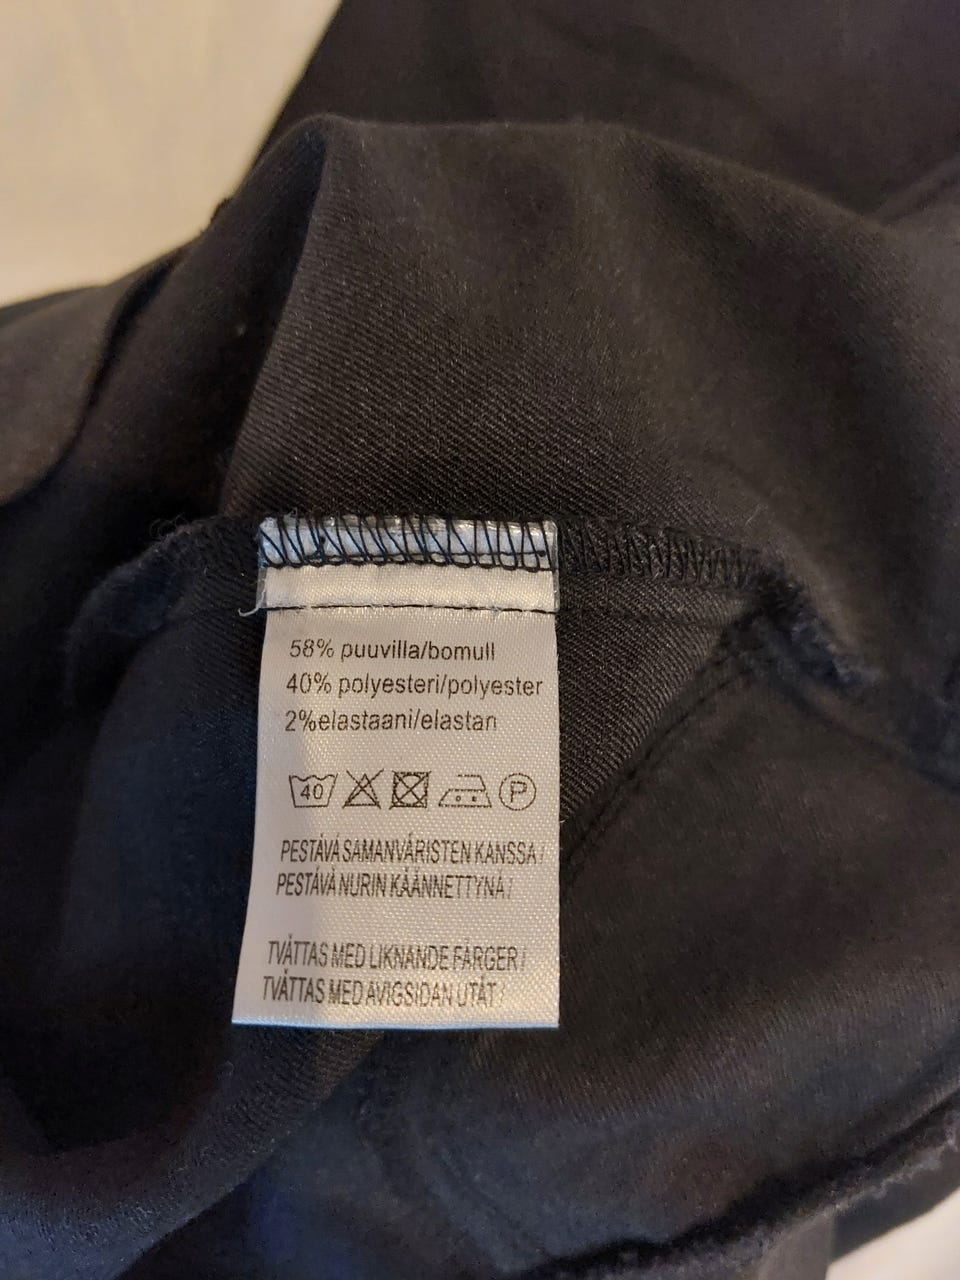 58% puuvilla/bomull
40% polyesteri/polyester
2%elastaani/elastan
40 P
PESTÄVÄ SAMANVÄRISTEN KANSSA /
PESTÄVÄ NURIN KÄÄNNETTYNÄ /
TVÄTTAS MED LIKNANDE FÄRGER /
TVÄTTAS MED AVIGSIDAN UTÅT /